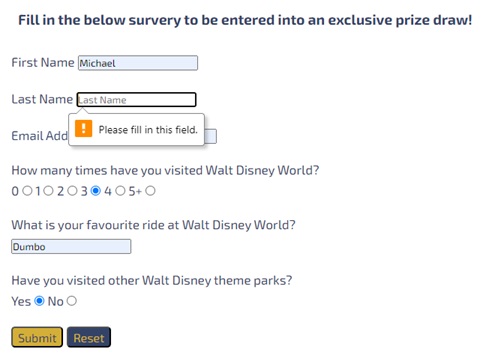 Fill in the below survery to be entered into an exclusive prize draw!
First Name Michael
Last Name Last Name
! Please fill in this field.
Email Add
How many times have you visited Walt Disney World?
0 1 2 3 4 5+
What is your favourite ride at Walt Disney World?
Dumbo
Have you visited other Walt Disney theme parks?
Yes No
Submit Reset